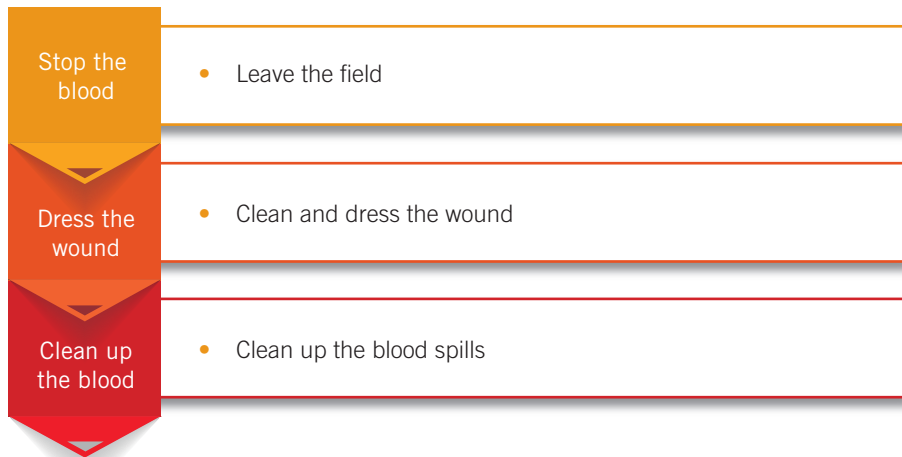 Stop the
blood
Leave the field
Dress the
wound
Clean and dress the wound
Clean up
the blood
Clean up the blood spills